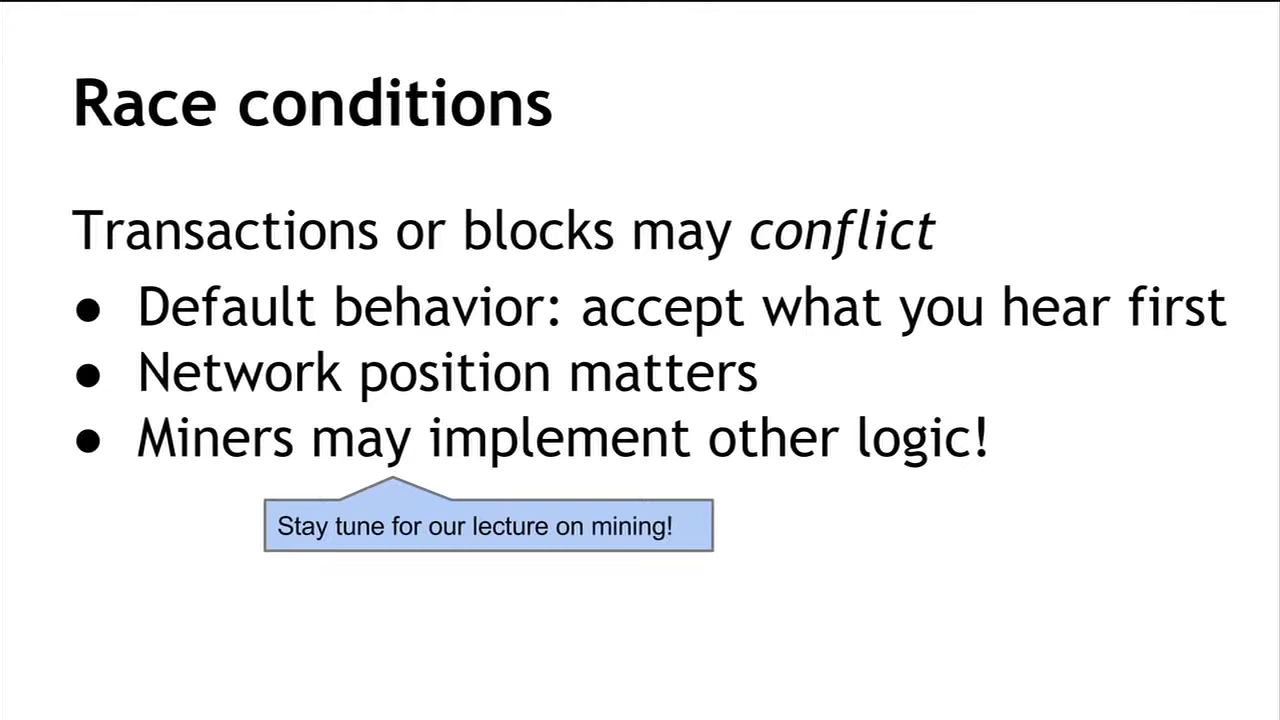 Race conditions
Transactions or blocks may conflict
● Default behavior: accept what you hear first
● Network position matters
● Miners may implement other logic!
Stay tune for our lecture on mining!